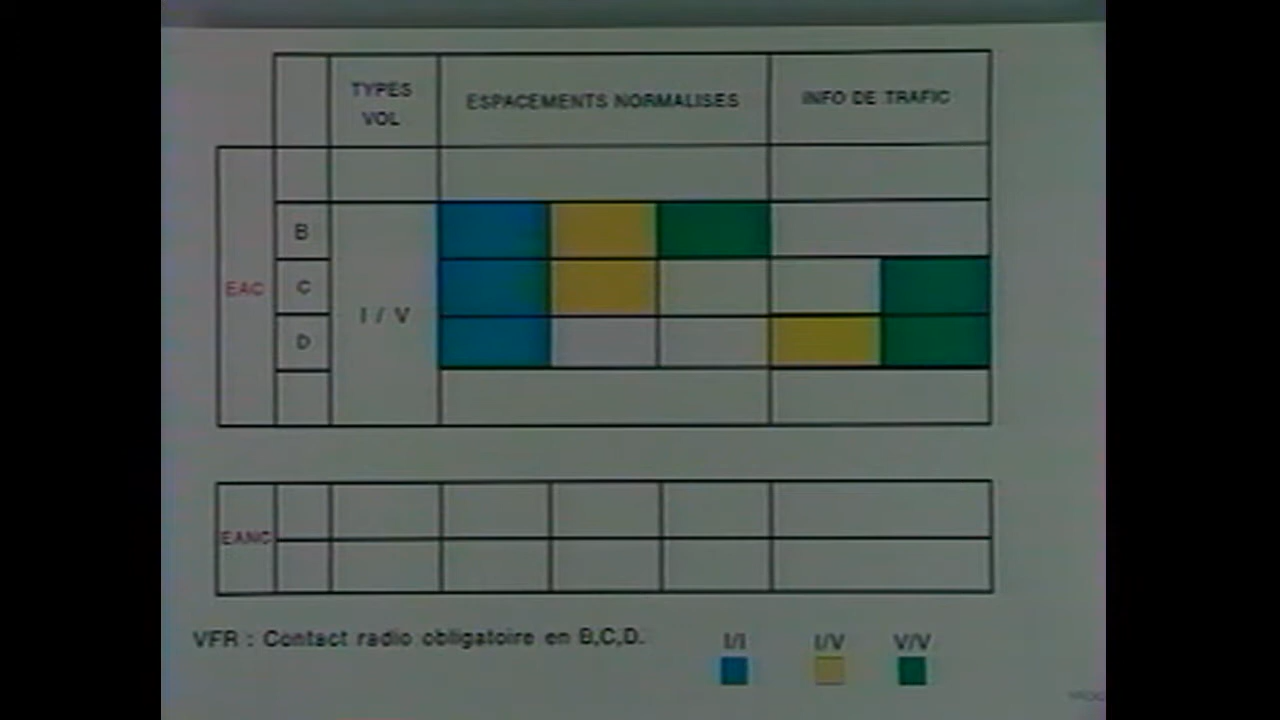 TYPES
VOL
ESPACEMENTS NORMALISES
INFO DE TRAFIC
B
EAC
C
I / V
D
EANC
VFR : Contact radio obligatoire en B,C,D.
I/I
I/V
V/V